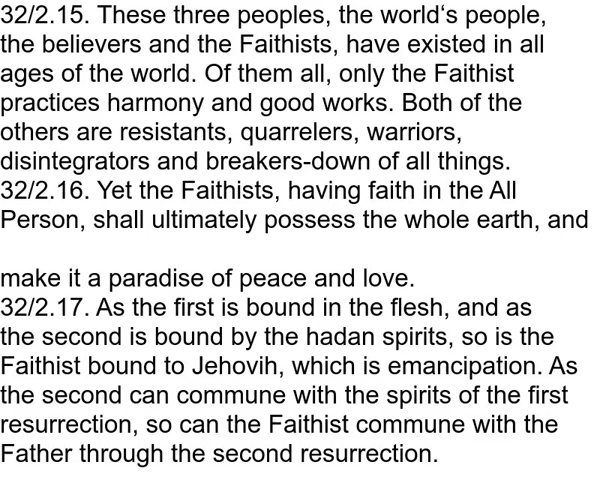 32/2.15. These three peoples, the world‘s people,
the believers and the Faithists, have existed in all
ages of the world. Of them all, only the Faithist
practices harmony and good works. Both of the
others are resistants, quarrelers, warriors,
disintegrators and breakers-down of all things.
32/2.16. Yet the Faithists, having faith in the All
Person, shall ultimately possess the whole earth, and
make it a paradise of peace and love.
32/2.17. As the first is bound in the flesh, and as
the second is bound by the hadan spirits, so is the
Faithist bound to Jehovih, which is emancipation. As
the second can commune with the spirits of the first
resurrection, so can the Faithist commune with the
Father through the second resurrection.